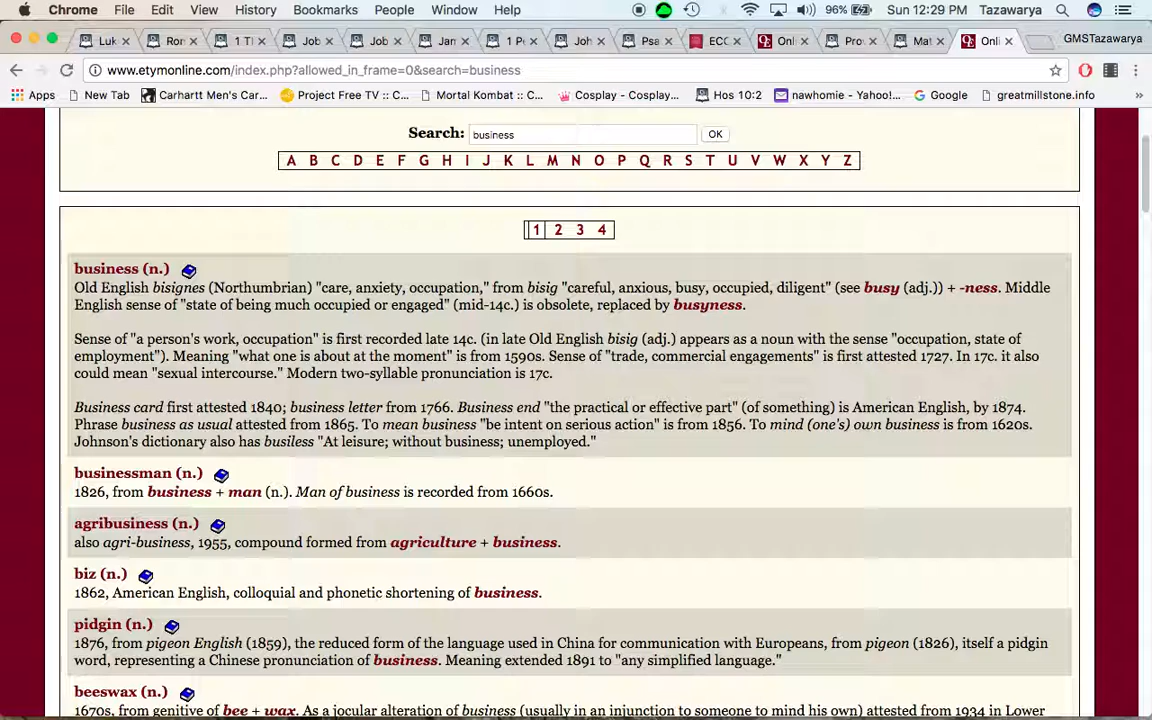 Chrome File Edit View History Bookmarks People Window Help 96% Sun 12:29 PM Tazawarya
Luk Ron 1 Th Job Job Jam 1 Pe Joh Psa ECC Onl Prov Mat Onli GMSTazawarya
www.etymonline.com/index.php?allowed_in_frame=0&search=business
Apps New Tab Carhartt Men's Car... Project Free TV :: C... Mortal Kombat :: C... Cosplay - Cosplay... Hos 10:2 nawhomie - Yahoo!... Google greatmillstone.info »
Search: business OK
A B C D E F G H I J K L M N O P Q R S T U V W X Y Z
1 2 3 4
business (n.)
Old English bisignes (Northumbrian) "care, anxiety, occupation," from bisig "careful, anxious, busy, occupied, diligent" (see busy (adj.)) + -ness. Middle
English sense of "state of being much occupied or engaged" (mid-14c.) is obsolete, replaced by busyness.
Sense of "a person's work, occupation" is first recorded late 14c. (in late Old English bisig (adj.) appears as a noun with the sense "occupation, state of
employment"). Meaning "what one is about at the moment" is from 1590s. Sense of "trade, commercial engagements" is first attested 1727. In 17c. it also
could mean "sexual intercourse." Modern two-syllable pronunciation is 17c.
Business card first attested 1840; business letter from 1766. Business end "the practical or effective part" (of something) is American English, by 1874.
Phrase business as usual attested from 1865. To mean business "be intent on serious action" is from 1856. To mind (one's) own business is from 1620s.
Johnson's dictionary also has busiless "At leisure; without business; unemployed."
businessman (n.)
1826, from business + man (n.). Man of business is recorded from 1660s.
agribusiness (n.)
also agri-business, 1955, compound formed from agriculture + business.
biz (n.)
1862, American English, colloquial and phonetic shortening of business.
pidgin (n.)
1876, from pigeon English (1859), the reduced form of the language used in China for communication with Europeans, from pigeon (1826), itself a pidgin
word, representing a Chinese pronunciation of business. Meaning extended 1891 to "any simplified language."
beeswax (n.)
1670s, from genitive of bee + wax. As a jocular alteration of business (usually in an injunction to someone to mind his own) attested from 1934 in Lower